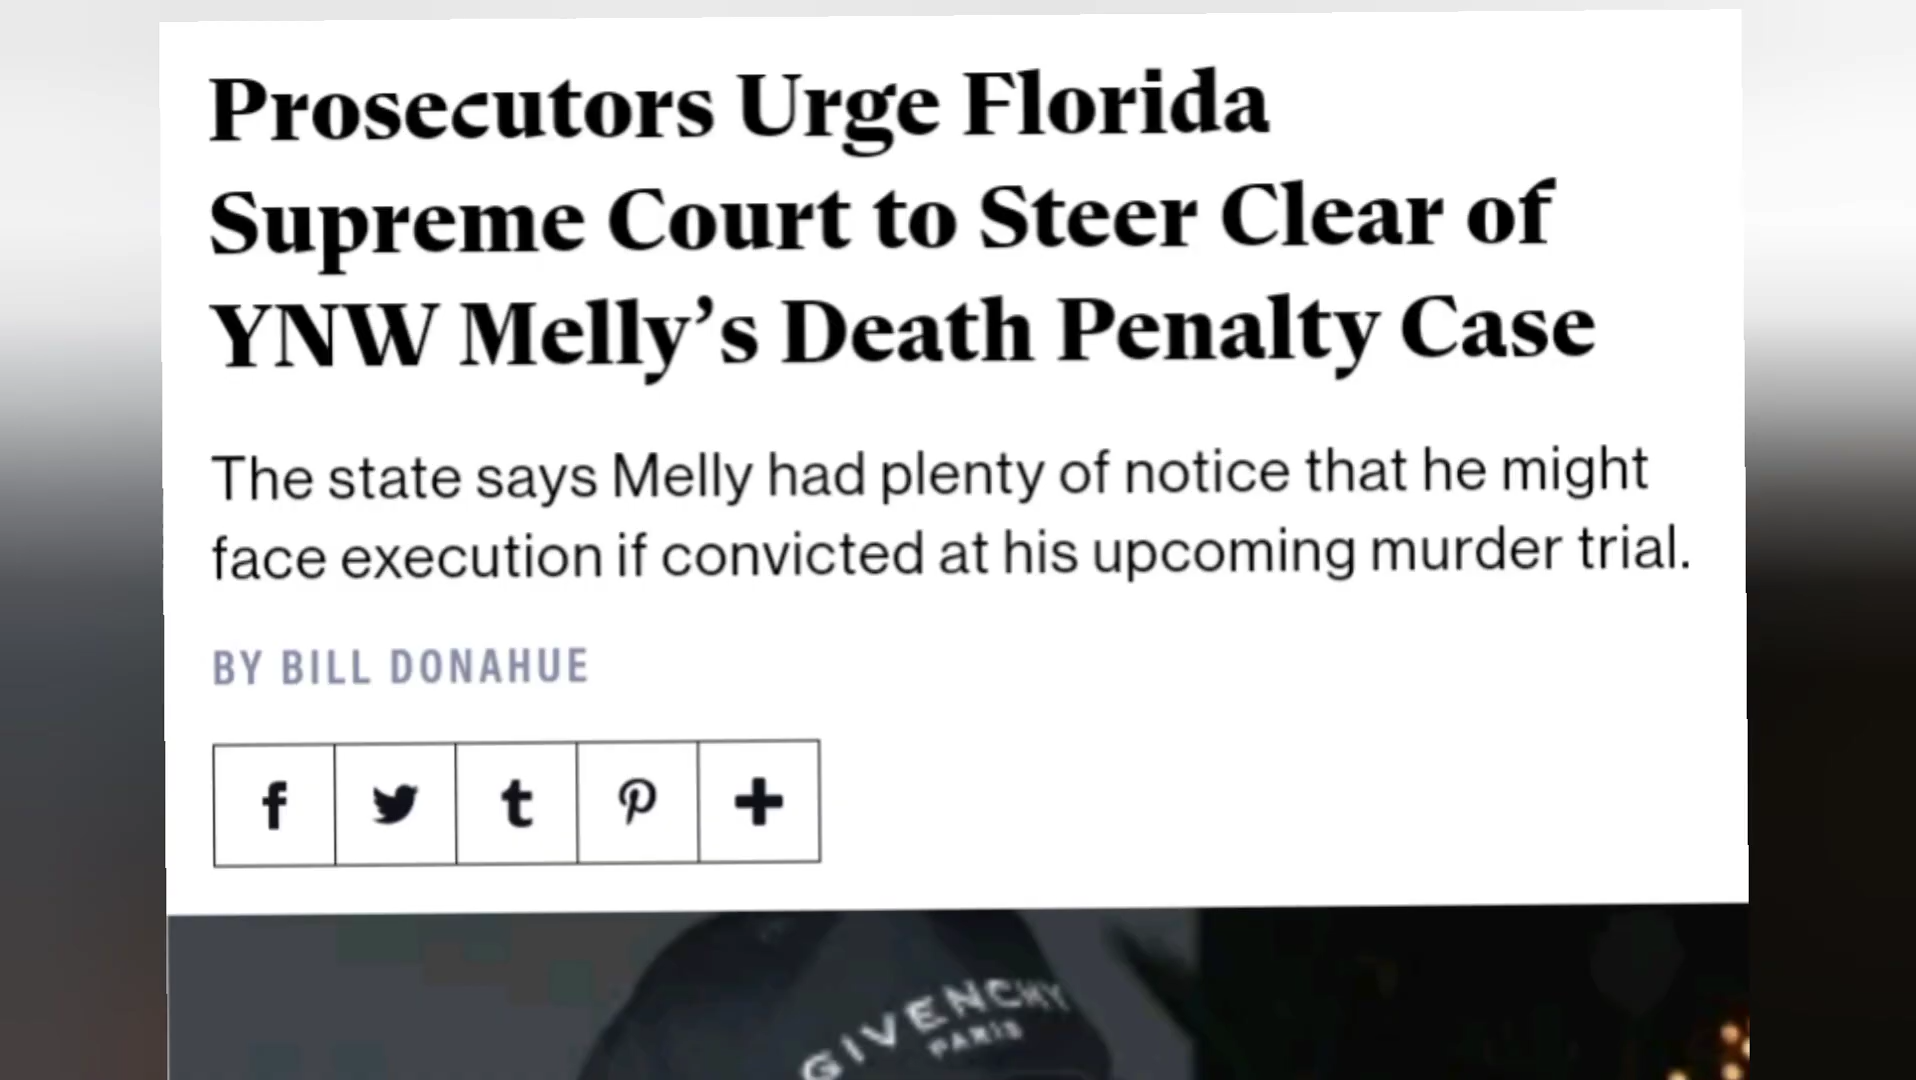 Prosecutors Urge Florida
Supreme Court to Steer Clear of
YNW Melly’s Death Penalty Case
The state says Melly had plenty of notice that he might
face execution if convicted at his upcoming murder trial.
BY BILL DONAHUE
GIVENCHY
PARIS